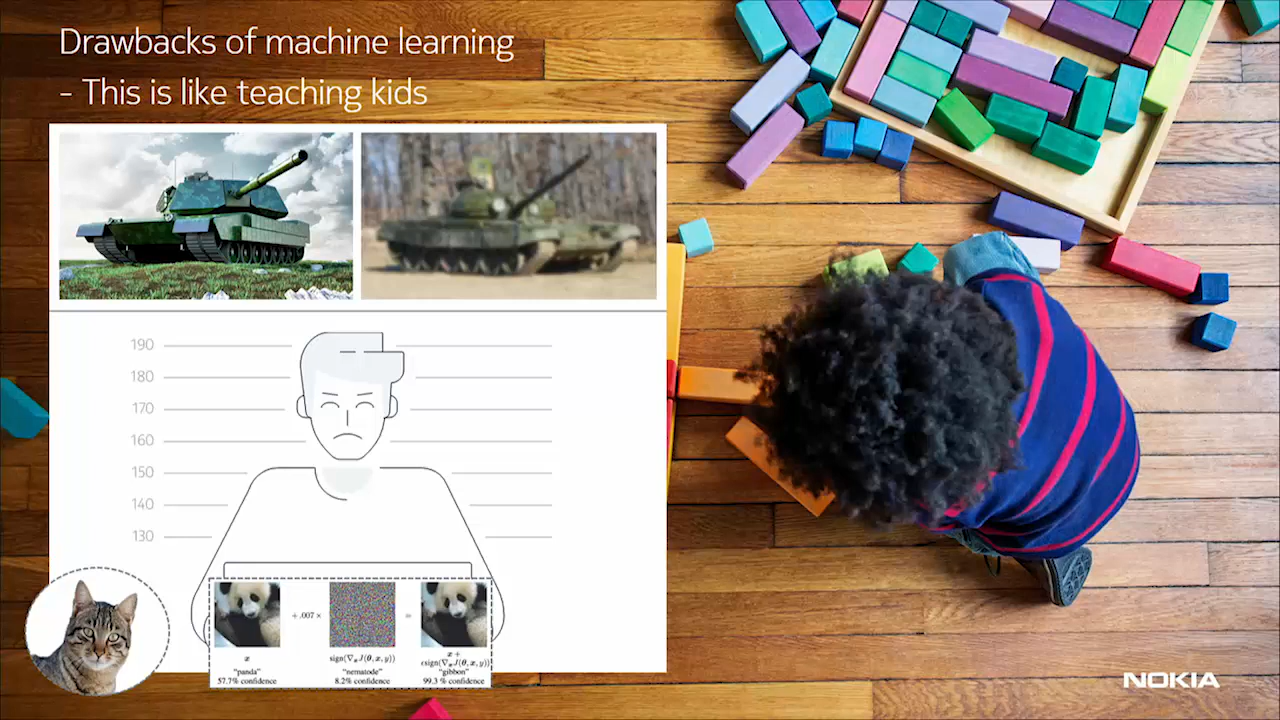 Drawbacks of machine learning
- This is like teaching kids
190
180
170
160
150
140
130
+ .007 ×
=
x
sign(∇ₓJ(θ, x, y))
x +
ϵsign(∇ₓJ(θ, x, y))
"panda"
"nematode"
"gibbon"
57.7% confidence
8.2% confidence
99.3 % confidence
NOKIA